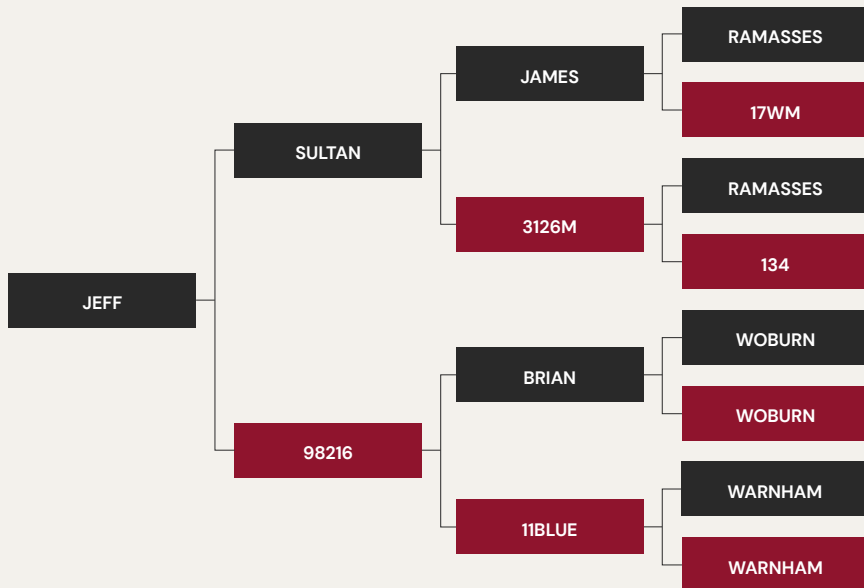 RAMASSES
JAMES
17WM
SULTAN
RAMASSES
3126M
134
JEFF
WOBURN
BRIAN
WOBURN
98216
WARNHAM
11BLUE
WARNHAM